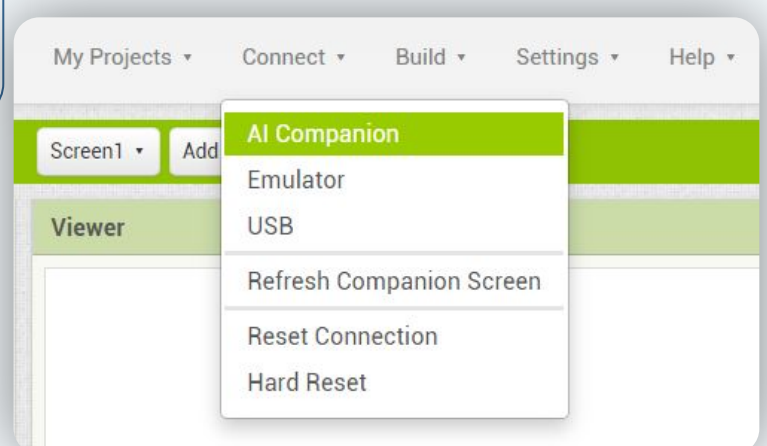 My Projects Connect Build Settings Help
Screen1 Add
AI Companion
Emulator
USB
Viewer
Refresh Companion Screen
Reset Connection
Hard Reset